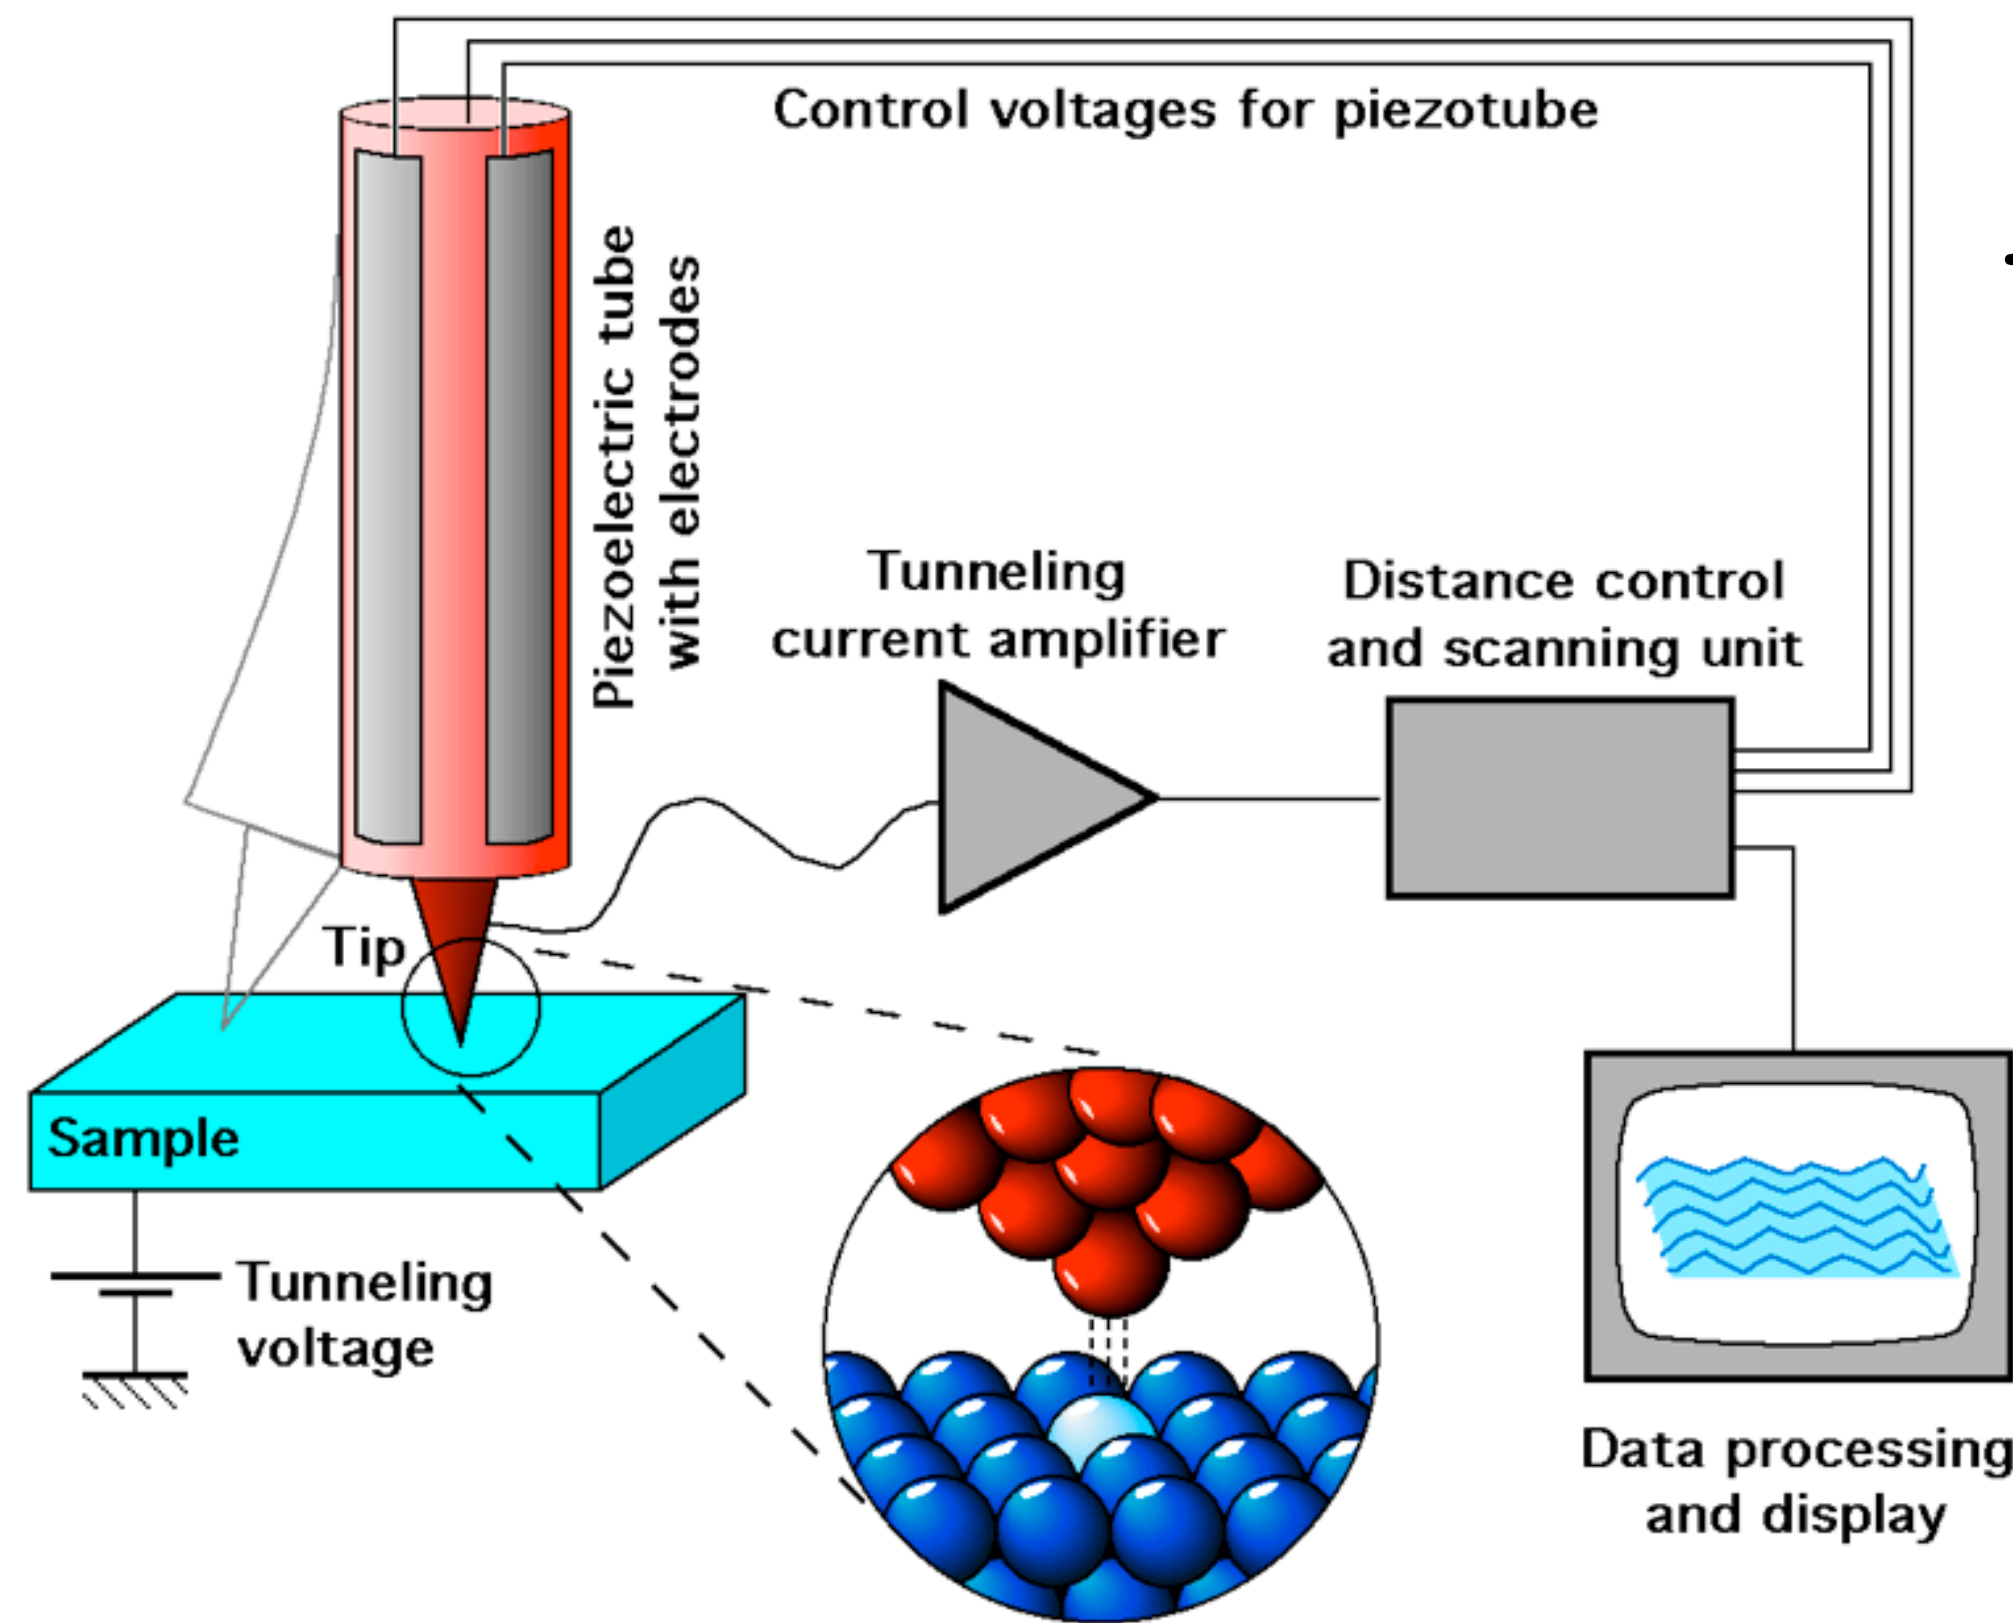 Control voltages for piezotube
Piezoelectric tube
with electrodes
Tunneling
current amplifier
Distance control
and scanning unit
Tip
Sample
Tunneling
voltage
Data processing
and display